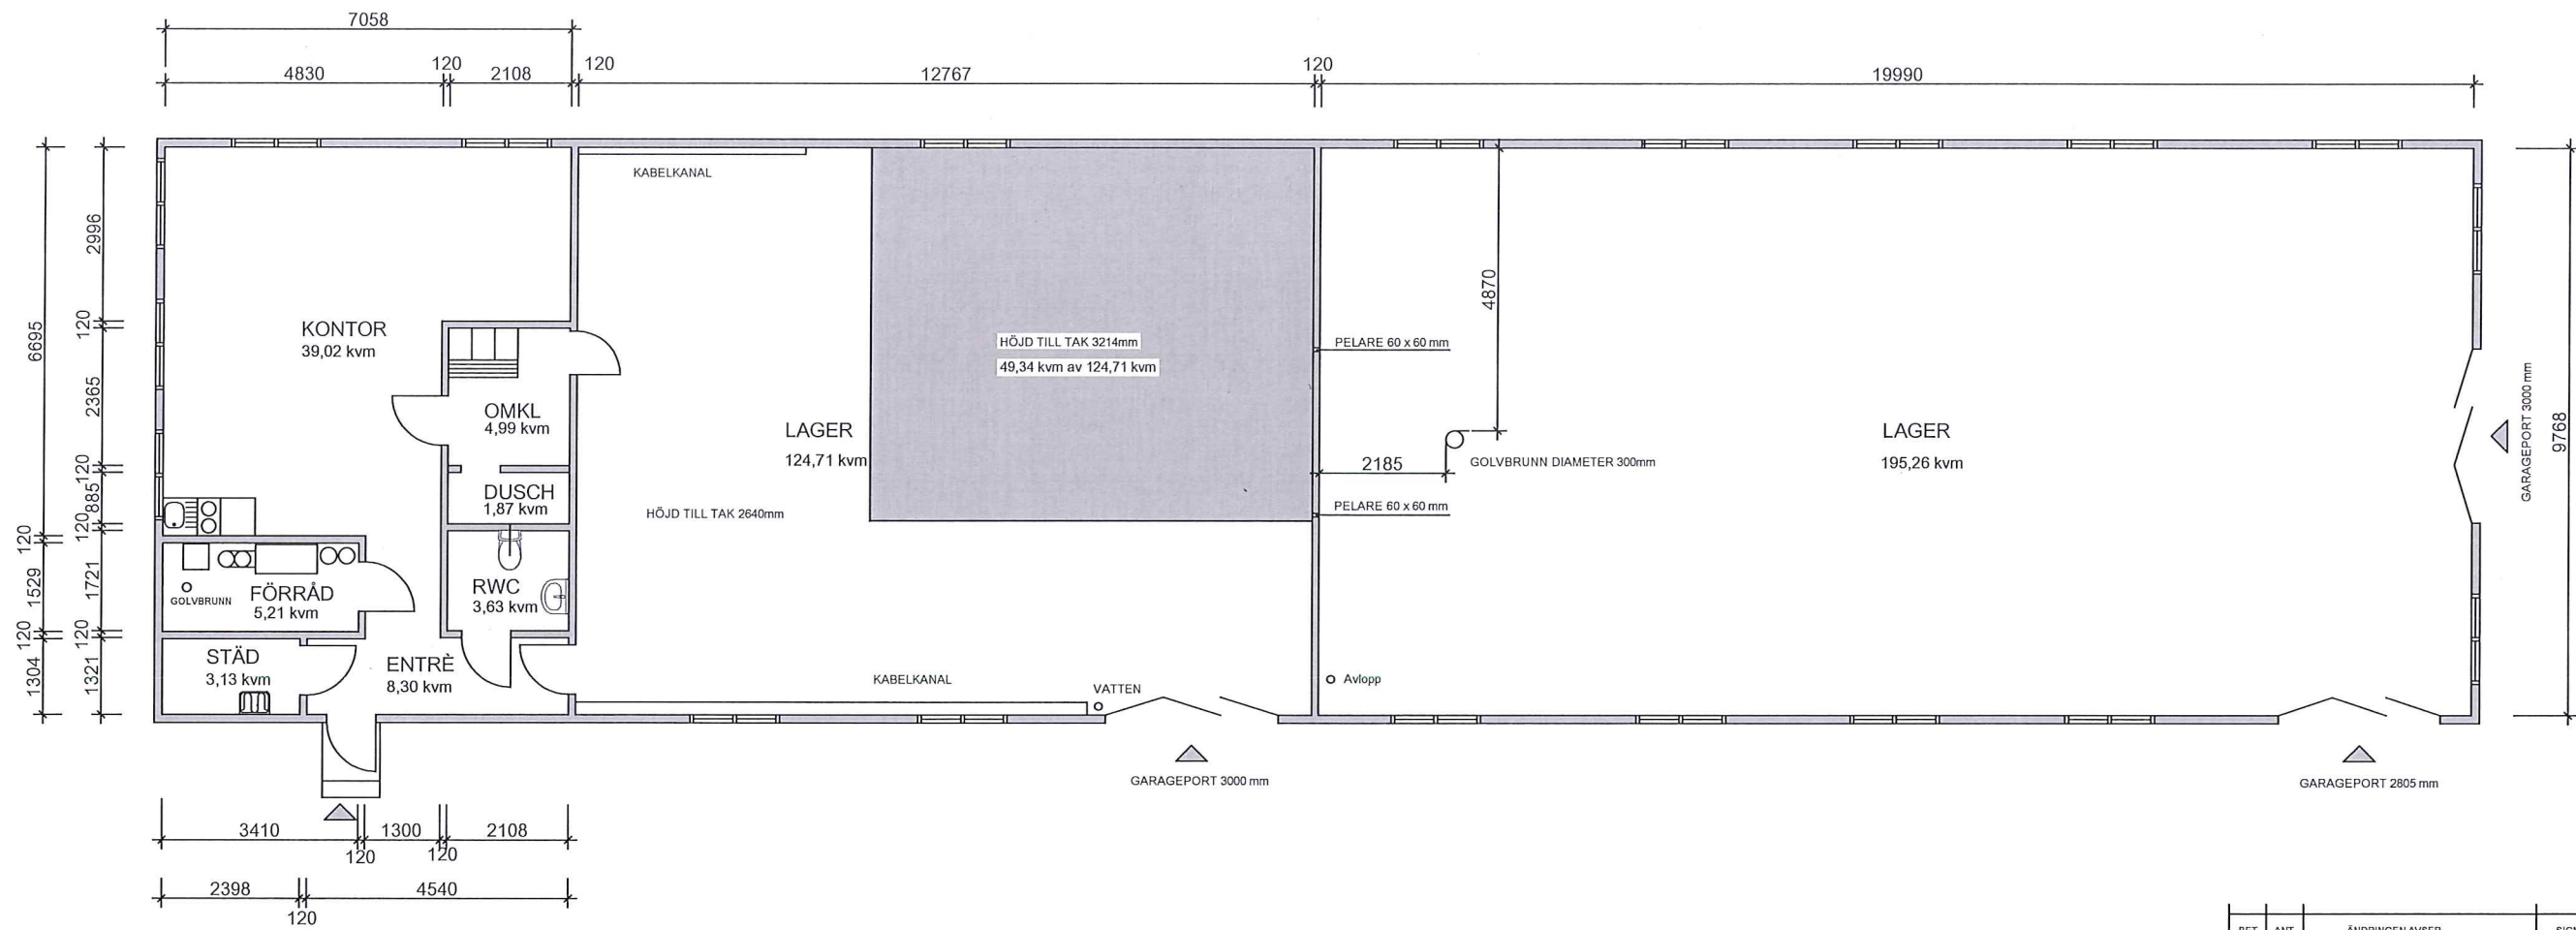 7058
4830
120
2108
120
12767
120
19990
6695
120
1529
120
1304
2996
120
2365
120
885
120
1721
120
1321
KABELKANAL
KONTOR
39,02 kvm
OMKL
4,99 kvm
DUSCH
1,87 kvm
GOLVBRUNN
FÖRRÅD
5,21 kvm
RWC
3,63 kvm
STÄD
3,13 kvm
ENTRÈ
8,30 kvm
HÖJD TILL TAK 3214mm
49,34 kvm av 124,71 kvm
LAGER
124,71 kvm
HÖJD TILL TAK 2640mm
KABELKANAL
VATTEN
PELARE 60 x 60 mm
4870
2185
GOLVBRUNN DIAMETER 300mm
PELARE 60 x 60 mm
LAGER
195,26 kvm
Avlopp
GARAGEPORT 3000 mm
9768
GARAGEPORT 3000 mm
GARAGEPORT 2805 mm
3410
120
1300
120
2108
2398
120
4540
BET ANT ÄNDRINGEN AVSER SIGN